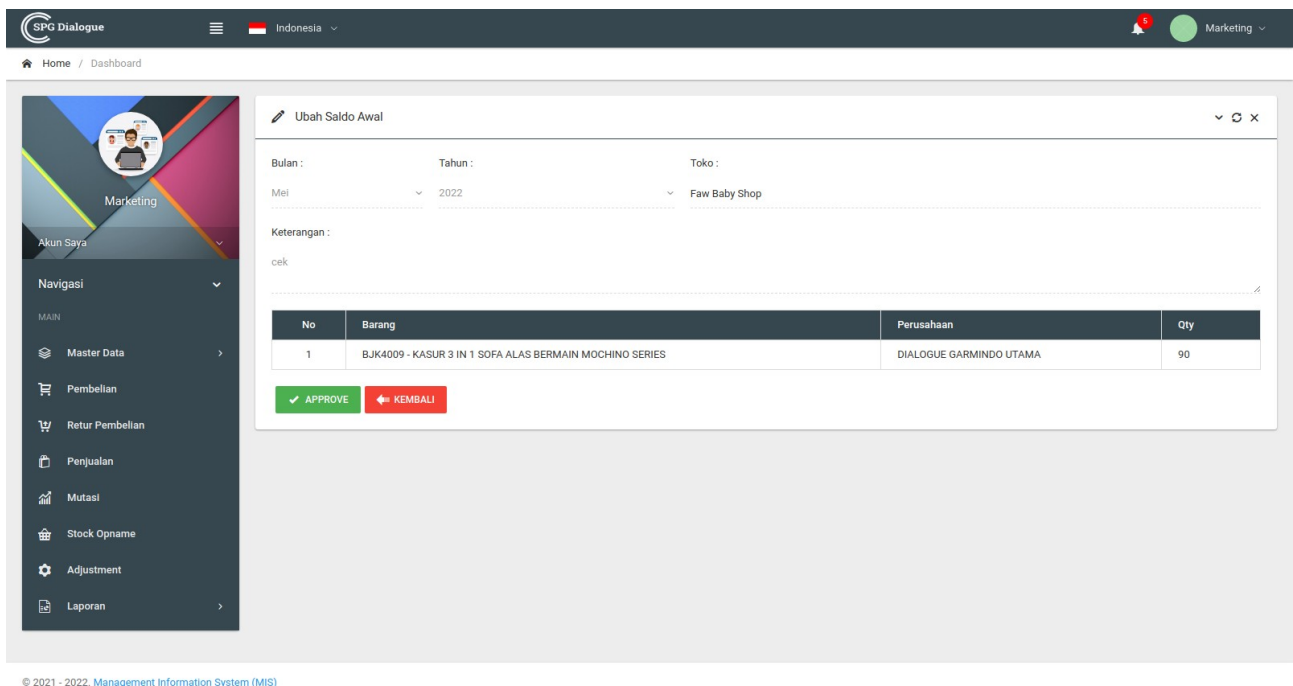 SPG Dialogue
Indonesia
5
Marketing
Home / Dashboard
Marketing
Akun Saya
Navigasi
MAIN
Master Data
Pembelian
Retur Pembelian
Penjualan
Mutasi
Stock Opname
Adjustment
Laporan
Ubah Saldo Awal
Bulan : Tahun : Toko :
Mei 2022 Faw Baby Shop
Keterangan :
cek
No Barang Perusahaan Qty
1 BJK4009 - KASUR 3 IN 1 SOFA ALAS BERMAIN MOCHINO SERIES DIALOGUE GARMINDO UTAMA 90
APPROVE KEMBALI
© 2021 - 2022. Management Information System (MIS)